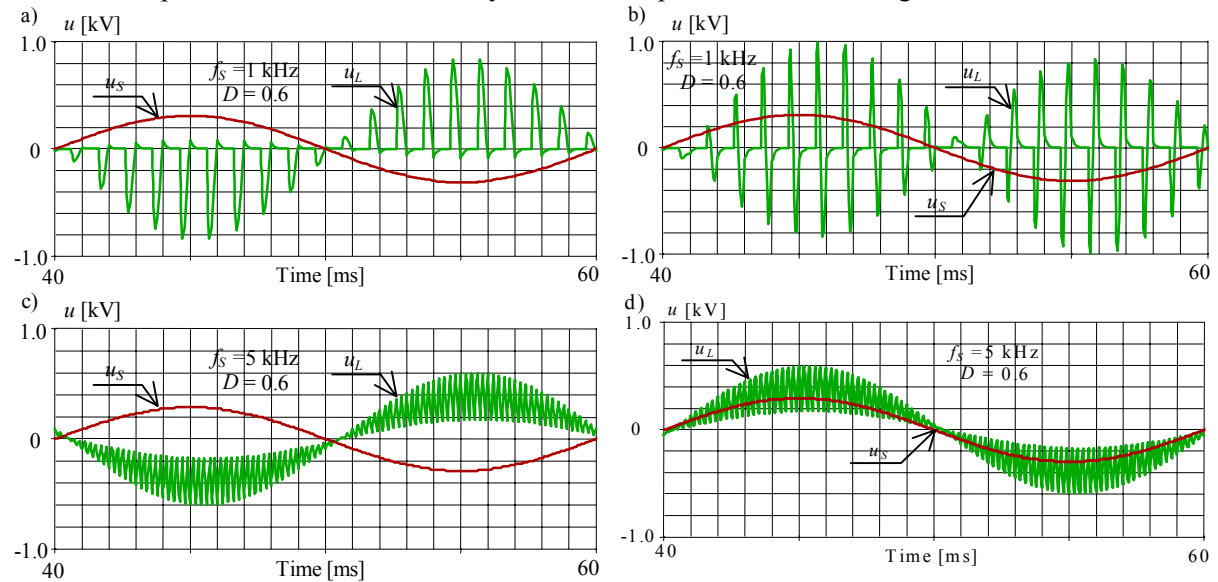 a)
u [kV]
1.0
f_S =1 kHz
D = 0.6
u_S
u_L
0
-1.0
40
Time [ms]
60
b)
u [kV]
1.0
f_S =1 kHz
D = 0.6
u_L
0
u_S
-1.0
40
Time [ms]
60
c)
u [kV]
1.0
f_S =5 kHz
D = 0.6
u_S
u_L
0
-1.0
40
Time [ms]
60
d)
u [kV]
1.0
u_L
f_S =5 kHz
D = 0.6
0
u_S
-1.0
40
Time [ms]
60